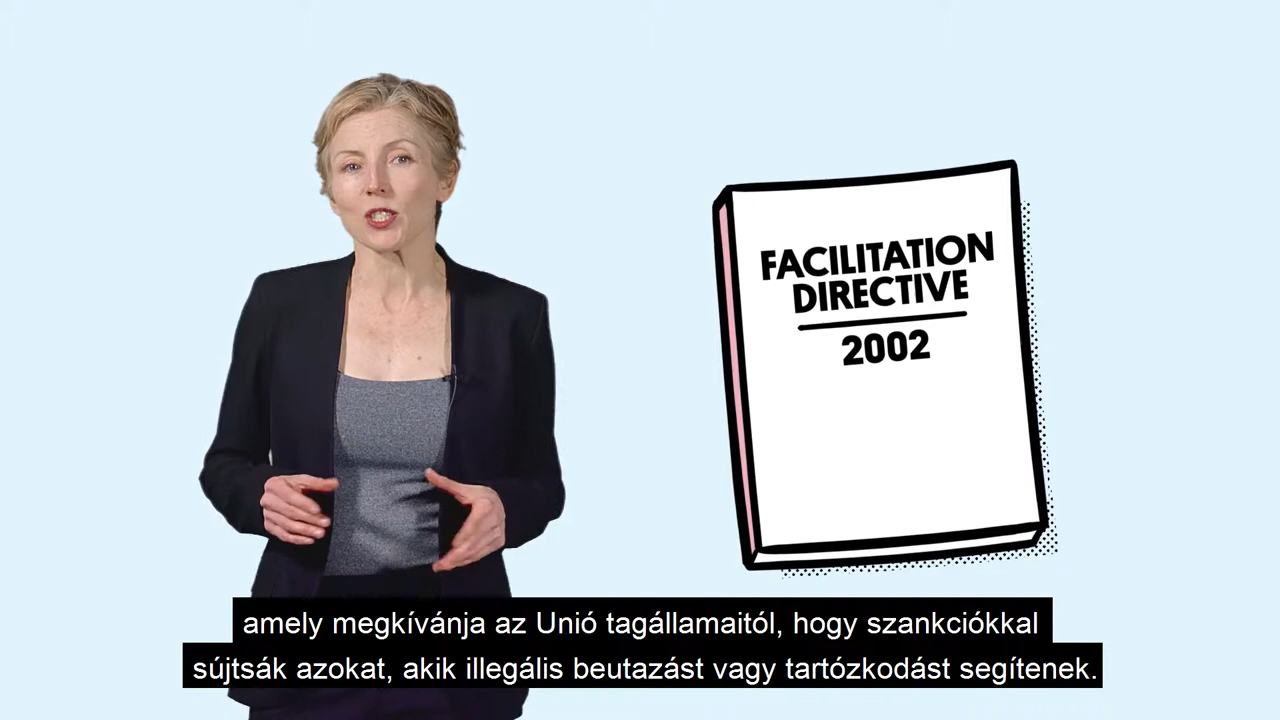 FACILITATION
DIRECTIVE
2002
amely megkívánja az Unió tagállamaitól, hogy szankciókkal
sújtsák azokat, akik illegális beutazást vagy tartózkodást segítenek.